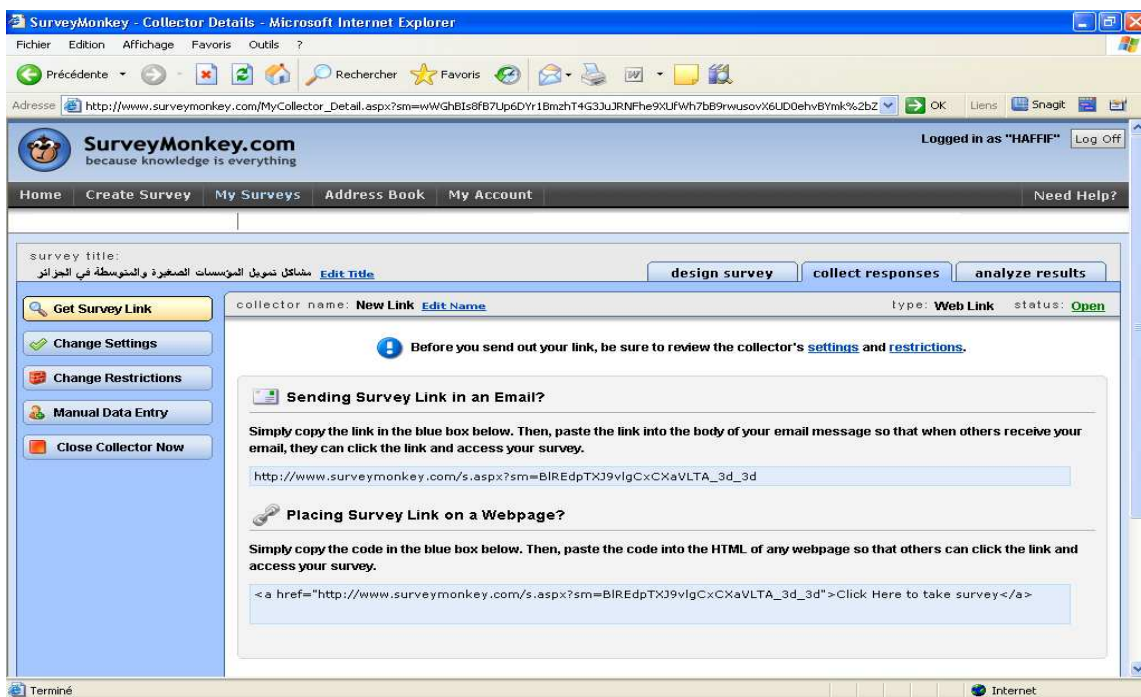 SurveyMonkey - Collector Details - Microsoft Internet Explorer
Fichier Edition Affichage Favoris Outils ?
Précédente Rechercher Favoris
Adresse http://www.surveymonkey.com/MyCollector_Detail.aspx?sm= OK Liens Snagit
SurveyMonkey.com
because knowledge is everything
Logged in as "HAFFIF" Log Off
Home Create Survey My Surveys Address Book My Account Need Help?
survey title:
مشاكل تمويل المؤسسات الصغيرة والمتوسطة في الجزائر Edit Title
design survey collect responses analyze results
Get Survey Link
Change Settings
Change Restrictions
Manual Data Entry
Close Collector Now
collector name: New Link Edit Name type: Web Link status: Open
Before you send out your link, be sure to review the collector's settings and restrictions.
Sending Survey Link in an Email?
Simply copy the link in the blue box below. Then, paste the link into the body of your email message so that when others receive your
email, they can click the link and access your survey.
http://www.surveymonkey.com/s.aspx?sm=BlREdpTXJ9vlgCxCXaVLTA_3d_3d
Placing Survey Link on a Webpage?
Simply copy the code in the blue box below. Then, paste the code into the HTML of any webpage so that others can click the link and
access your survey.
<a href="http://www.surveymonkey.com/s.aspx?sm=BlREdpTXJ9vlgCxCXaVLTA_3d_3d">Click Here to take survey</a>
Terminé Internet